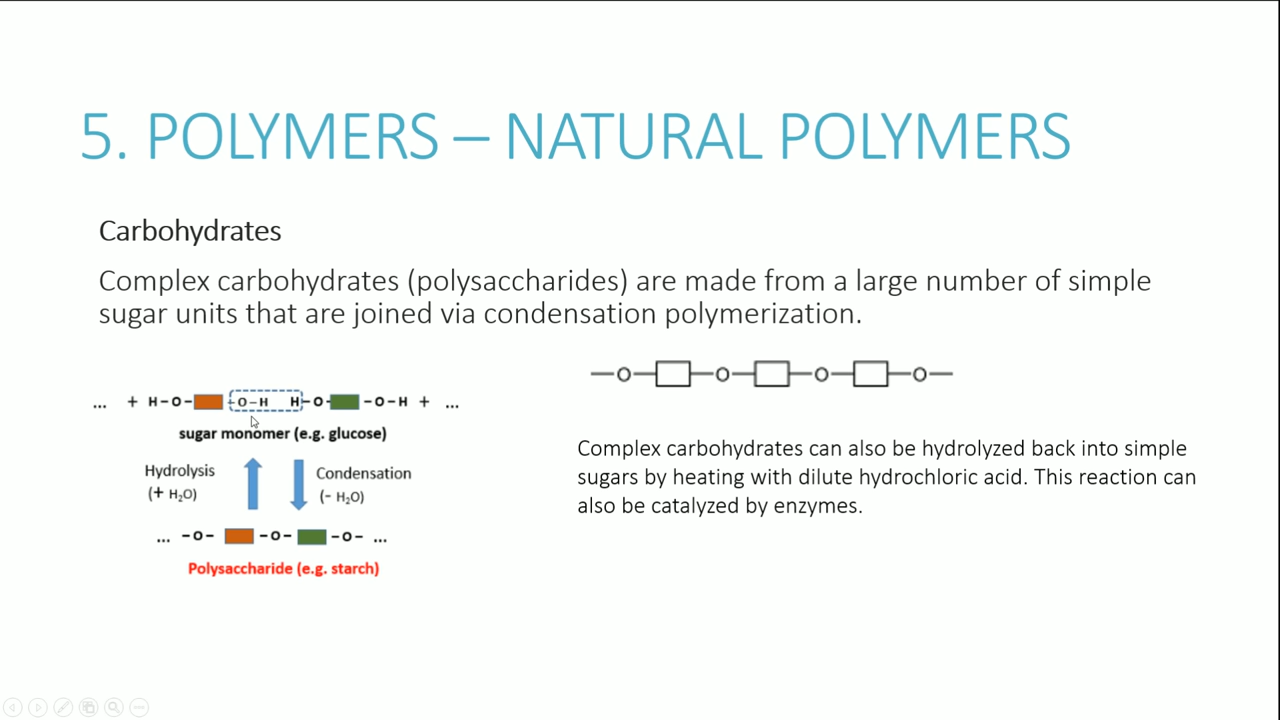 5. POLYMERS – NATURAL POLYMERS
Carbohydrates
Complex carbohydrates (polysaccharides) are made from a large number of simple
sugar units that are joined via condensation polymerization.
... + H–O– –O–H H–O– –O–H + ...
sugar monomer (e.g. glucose)
Hydrolysis
(+ H₂O)
Condensation
(- H₂O)
... –O– –O– –O– ...
Polysaccharide (e.g. starch)
—O— —O— —O— —O—
Complex carbohydrates can also be hydrolyzed back into simple
sugars by heating with dilute hydrochloric acid. This reaction can
also be catalyzed by enzymes.